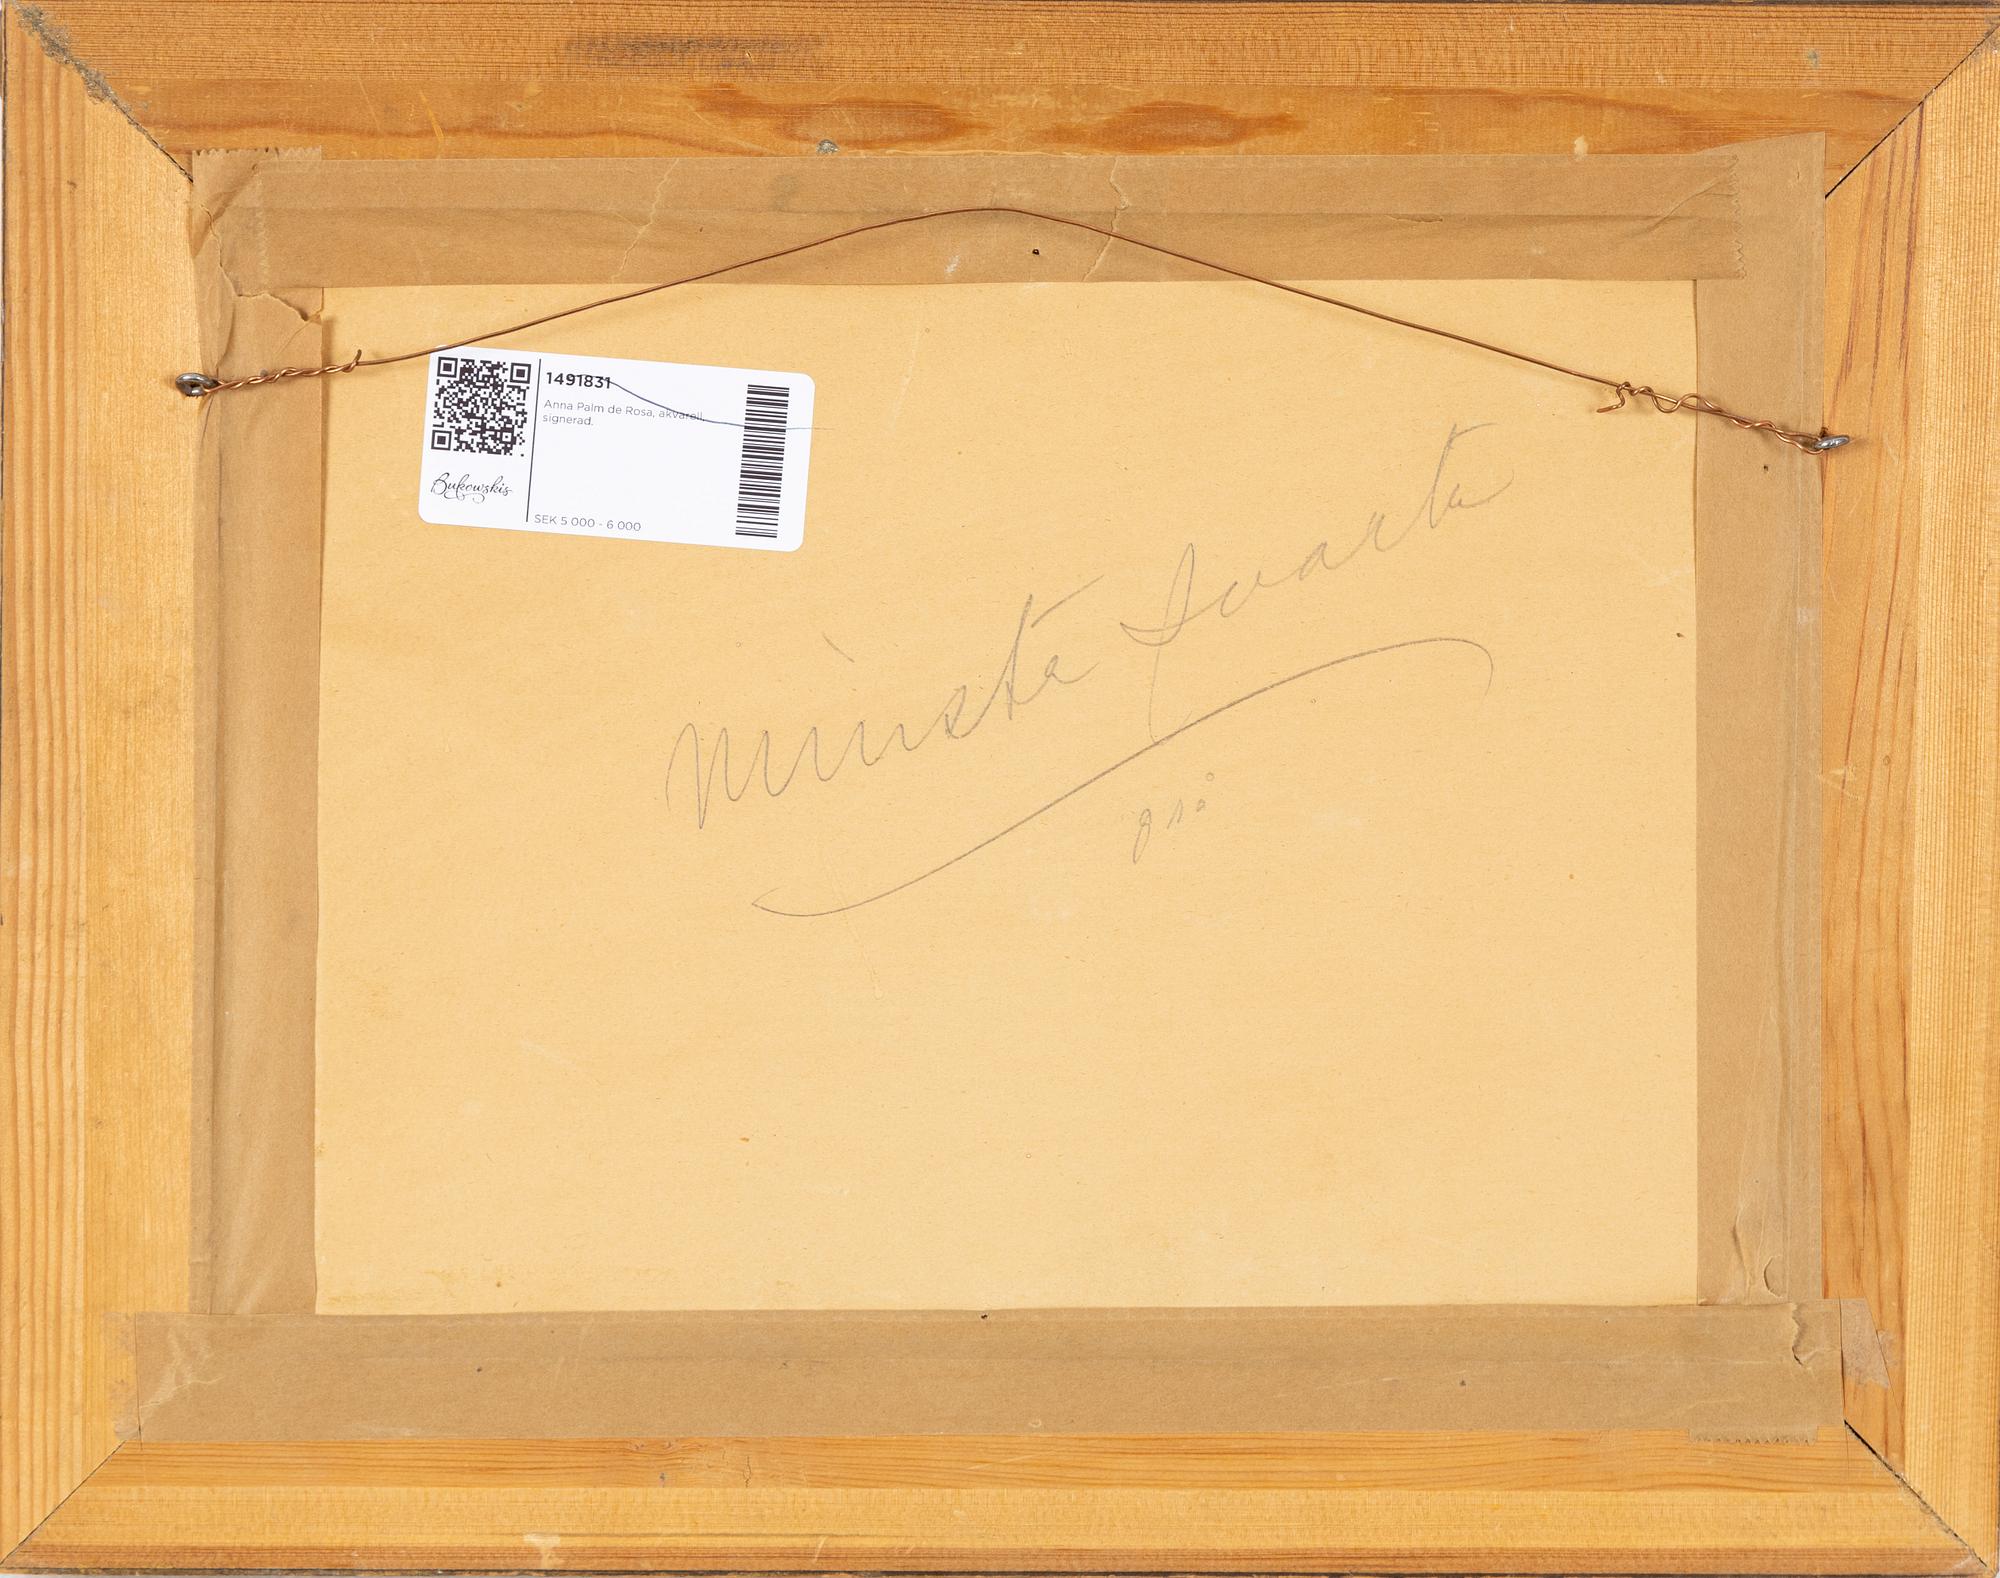 1491831
Anna Palm de Rosa, akvarell,
signerad.
Bukowskis
SEK 5 000 - 6 000
minsta svarta